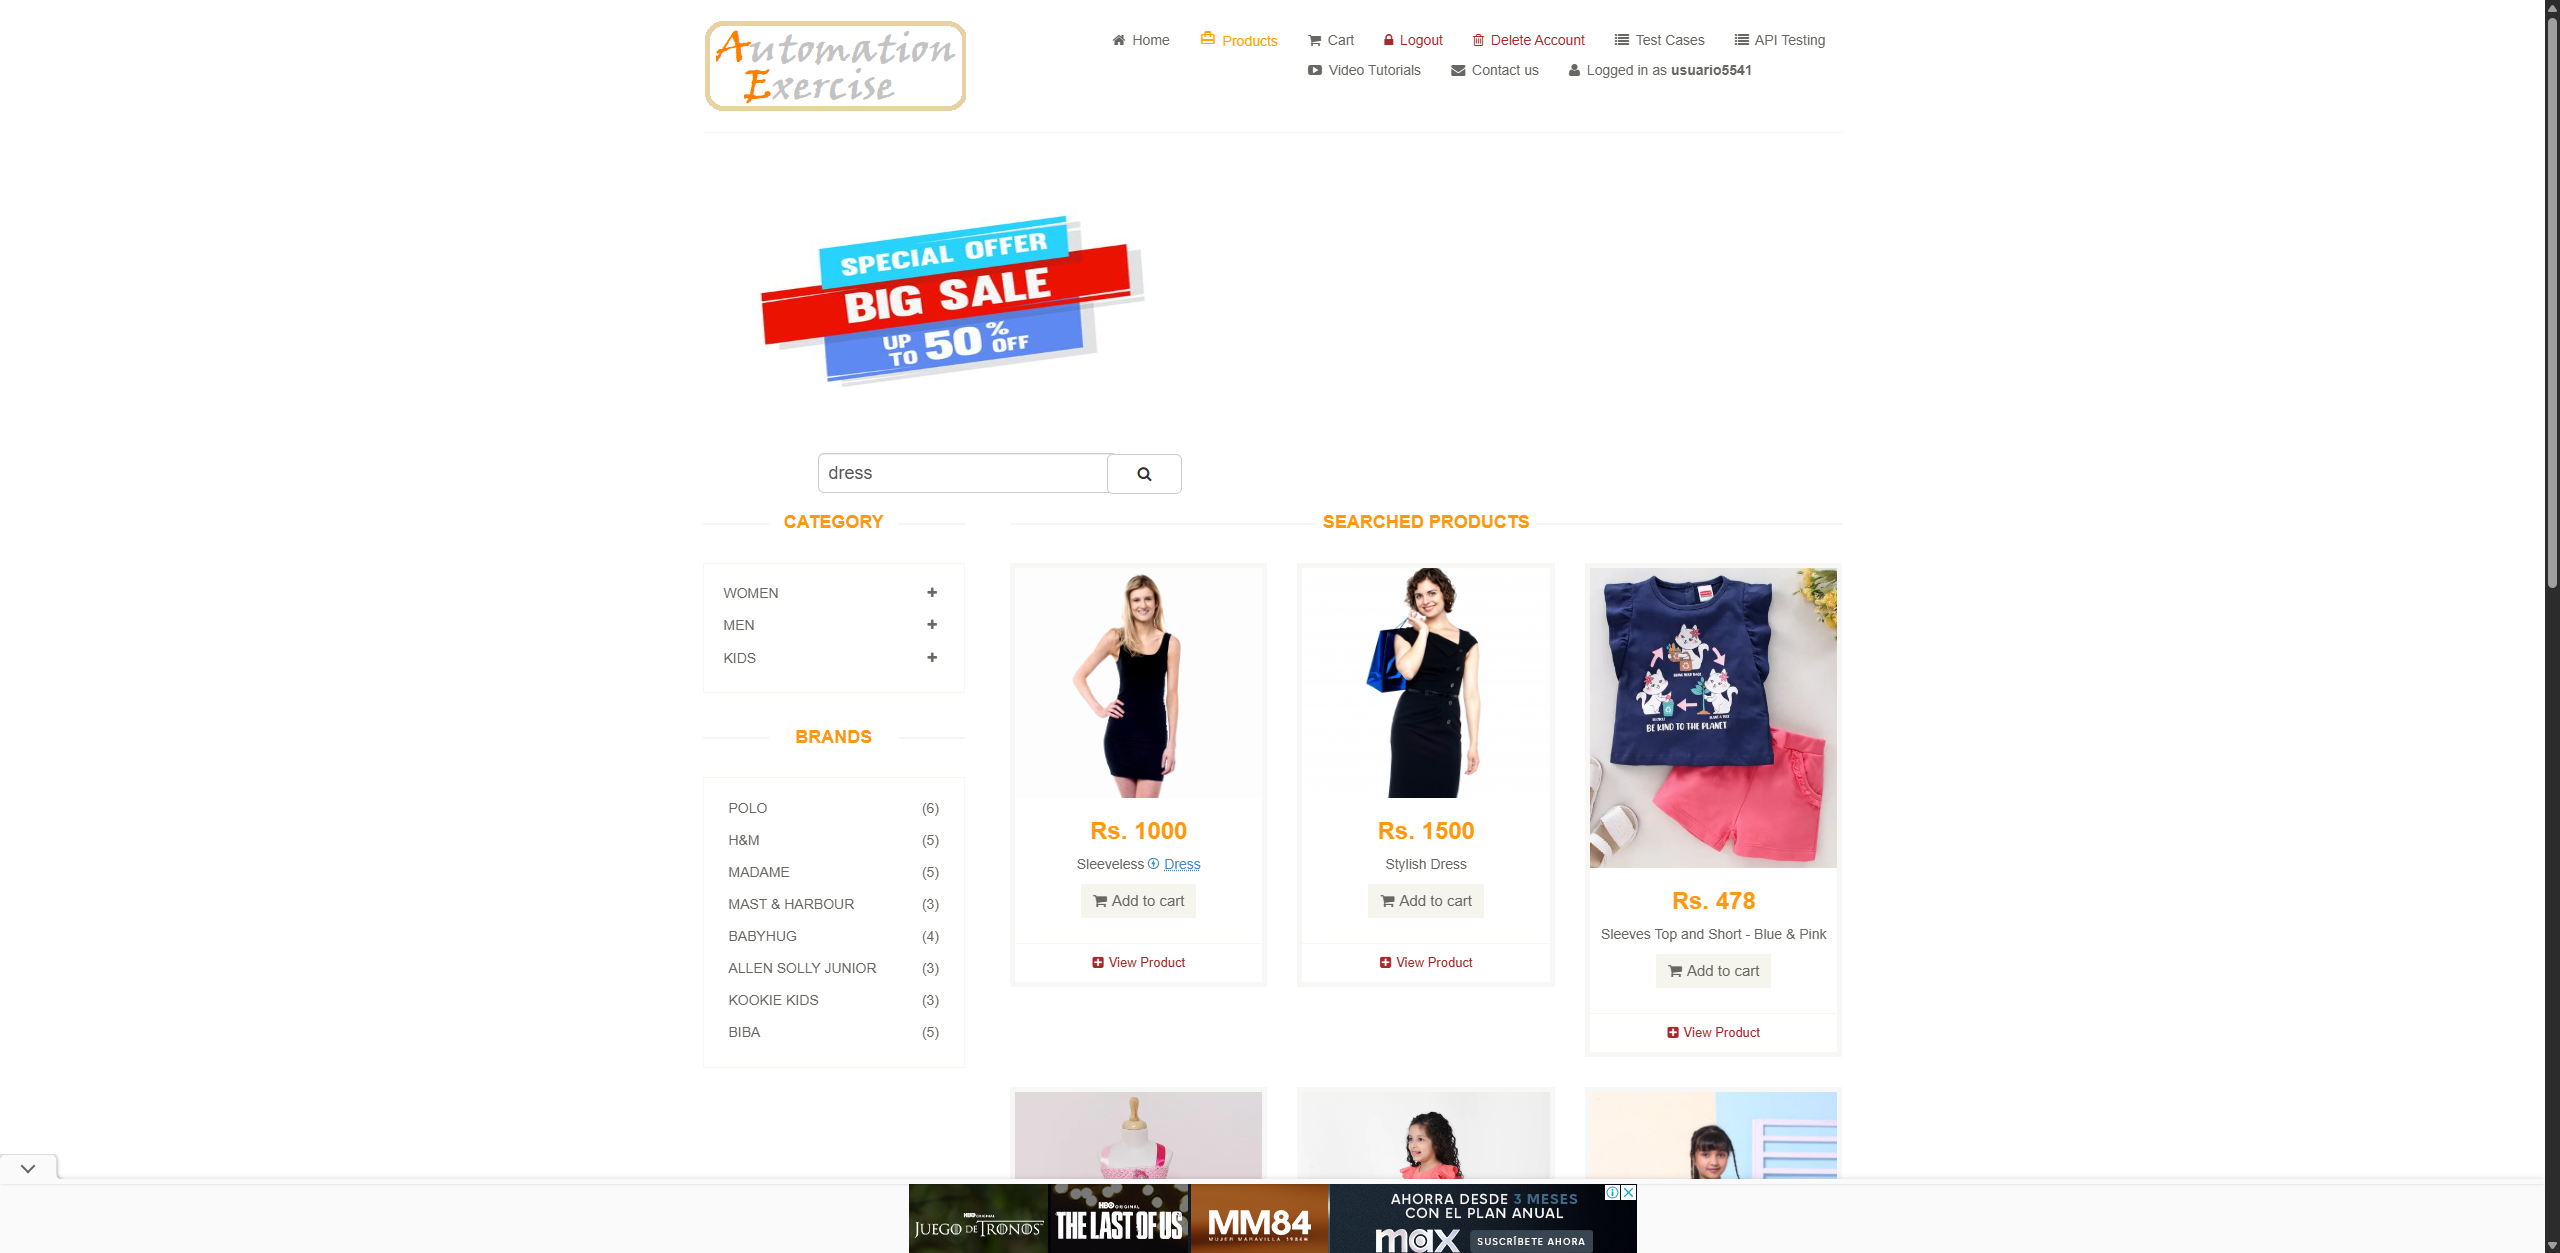 Automation
Exercise
Home
Products
Cart
Logout
Delete Account
Test Cases
API Testing
Video Tutorials
Contact us
Logged in as usuario5541
SPECIAL OFFER
BIG SALE
UP TO 50% OFF
dress
CATEGORY
WOMEN
MEN
KIDS
BRANDS
POLO (6)
H&M (5)
MADAME (5)
MAST & HARBOUR (3)
BABYHUG (4)
ALLEN SOLLY JUNIOR (3)
KOOKIE KIDS (3)
BIBA (5)
SEARCHED PRODUCTS
Rs. 1000
Sleeveless Dress
Add to cart
View Product
Rs. 1500
Stylish Dress
Add to cart
View Product
BE KIND TO THE PLANET
Rs. 478
Sleeves Top and Short - Blue & Pink
Add to cart
View Product
HBO ORIGINAL
JUEGO DE TRONOS
HBO ORIGINAL
THE LAST OF US
MM84
MUJER MARAVILLA 1984
AHORRA DESDE 3 MESES
CON EL PLAN ANUAL
max
SUSCRÍBETE AHORA